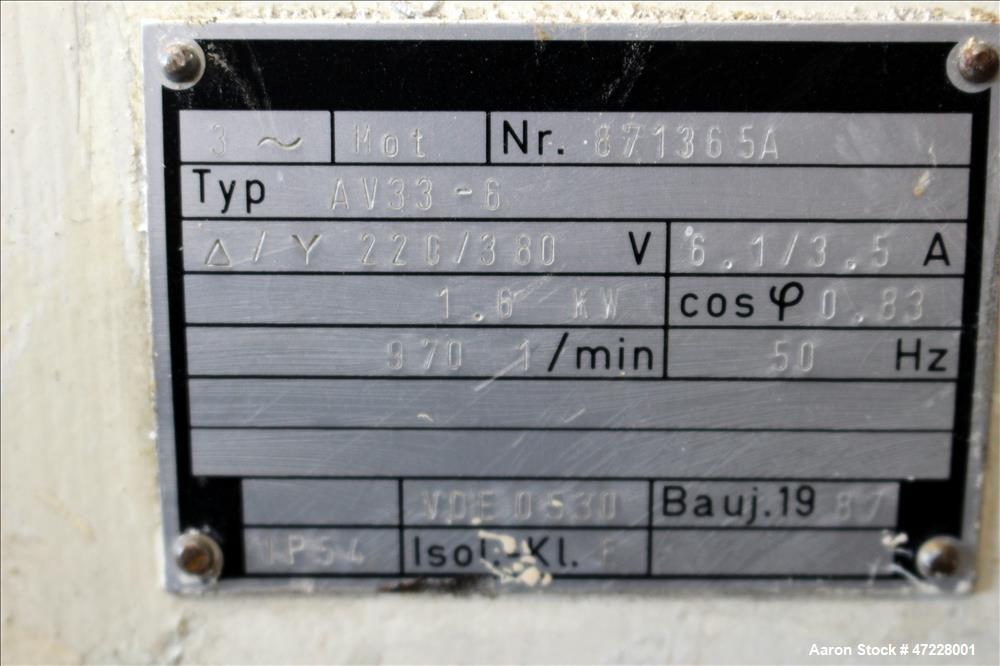 3 ~ Mot Nr. 871365A
Typ AV33-6
Δ / Y 220/380 V 6.1/3.5 A
1.6 KW cos φ 0.83
970 1/min 50 Hz
VDE 0530 Bauj.19 87
IP54 Isol.-Kl. F
Aaron Stock # 47228001